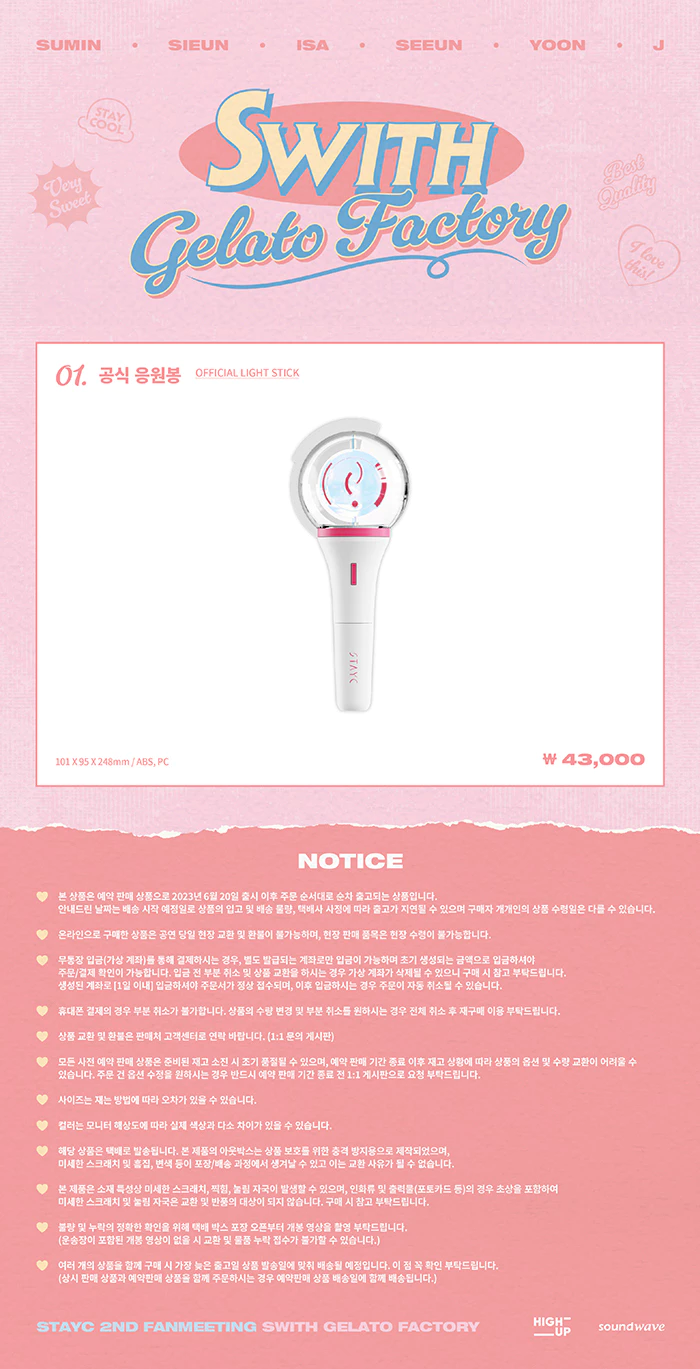 SUMIN • SIEUN • ISA • SEEUN • YOON • J
STAY COOL
Very Sweet
SWITH
Best Quality
Gelato Factory
I love this!
01. 공식 응원봉 OFFICIAL LIGHT STICK
STAYC
101 X 95 X 248mm / ABS, PC
₩ 43,000
NOTICE
본 상품은 예약 판매 상품으로 2023년 6월 20일 출시 이후 주문 순서대로 순차 출고되는 상품입니다.
안내드린 날짜는 배송 시작 예정일로 상품의 입고 및 배송 물량, 택배사 사정에 따라 출고가 지연될 수 있으며 구매자 개개인의 상품 수령일은 다를 수 있습니다.
온라인으로 구매한 상품은 공연 당일 현장 교환 및 환불이 불가능하며, 현장 판매 품목은 현장 수령이 불가능합니다.
무통장 입금(가상 계좌)를 통해 결제하시는 경우, 별도 발급되는 계좌로만 입금이 가능하며 초기 생성되는 금액으로 입금하셔야
주문/결제 확인이 가능합니다. 입금 전 부분 취소 및 상품 교환을 하시는 경우 가상 계좌가 삭제될 수 있으니 구매 시 참고 부탁드립니다.
생성된 계좌로 [1일 이내] 입금하셔야 주문서가 정상 접수되며, 이후 입금하시는 경우 주문이 자동 취소될 수 있습니다.
휴대폰 결제의 경우 부분 취소가 불가합니다. 상품의 수량 변경 및 부분 취소를 원하시는 경우 전체 취소 후 재구매 이용 부탁드립니다.
상품 교환 및 환불은 판매처 고객센터로 연락 바랍니다. (1:1 문의 게시판)
모든 사전 예약 판매 상품은 준비된 재고 소진 시 조기 품절될 수 있으며, 예약 판매 기간 종료 이후 재고 상황에 따라 상품의 옵션 및 수량 교환이 어려울 수
있습니다. 주문 건 옵션 수정을 원하시는 경우 반드시 예약 판매 기간 종료 전 1:1 게시판으로 요청 부탁드립니다.
사이즈는 재는 방법에 따라 오차가 있을 수 있습니다.
컬러는 모니터 해상도에 따라 실제 색상과 다소 차이가 있을 수 있습니다.
해당 상품은 택배로 발송됩니다. 본 제품의 아웃박스는 상품 보호를 위한 충격 방지용으로 제작되었으며,
미세한 스크래치 및 흠집, 변색 등이 포장/배송 과정에서 생겨날 수 있고 이는 교환 사유가 될 수 없습니다.
본 제품은 소재 특성상 미세한 스크래치, 찍힘, 눌림 자국이 발생할 수 있으며, 인화류 및 출력물(포토카드 등)의 경우 초상을 포함하여
미세한 스크래치 및 눌림 자국은 교환 및 반품의 대상이 되지 않습니다. 구매 시 참고 부탁드립니다.
불량 및 누락의 정확한 확인을 위해 택배 박스 포장 오픈부터 개봉 영상을 촬영 부탁드립니다.
(운송장이 포함된 개봉 영상이 없을 시 교환 및 물품 누락 접수가 불가할 수 있습니다.)
여러 개의 상품을 함께 구매 시 가장 늦은 출고일 상품 발송일에 맞춰 배송될 예정입니다. 이 점 꼭 확인 부탁드립니다.
(상시 판매 상품과 예약판매 상품을 함께 주문하시는 경우 예약판매 상품 배송일에 함께 배송됩니다.)
STAYC 2ND FANMEETING SWITH GELATO FACTORY
HIGH UP
soundwave